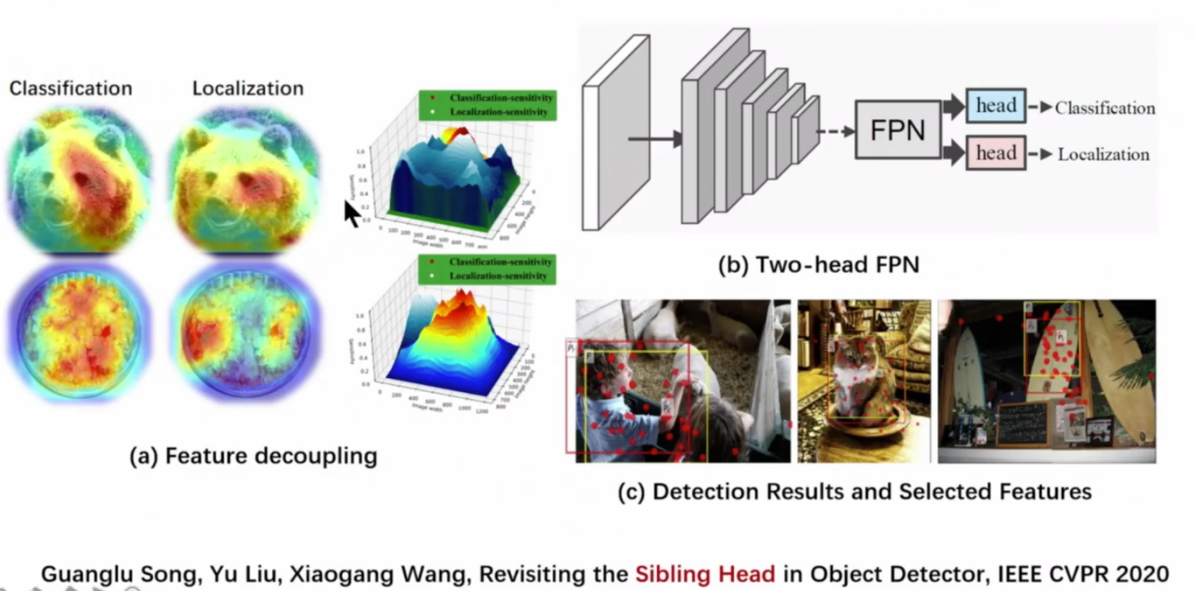 Classification
Localization
Classification-sensitivity
Localization-sensitivity
Classification-sensitivity
Localization-sensitivity
(a) Feature decoupling
FPN
head
Classification
head
Localization
(b) Two-head FPN
(c) Detection Results and Selected Features
Guanglu Song, Yu Liu, Xiaogang Wang, Revisiting the Sibling Head in Object Detector, IEEE CVPR 2020